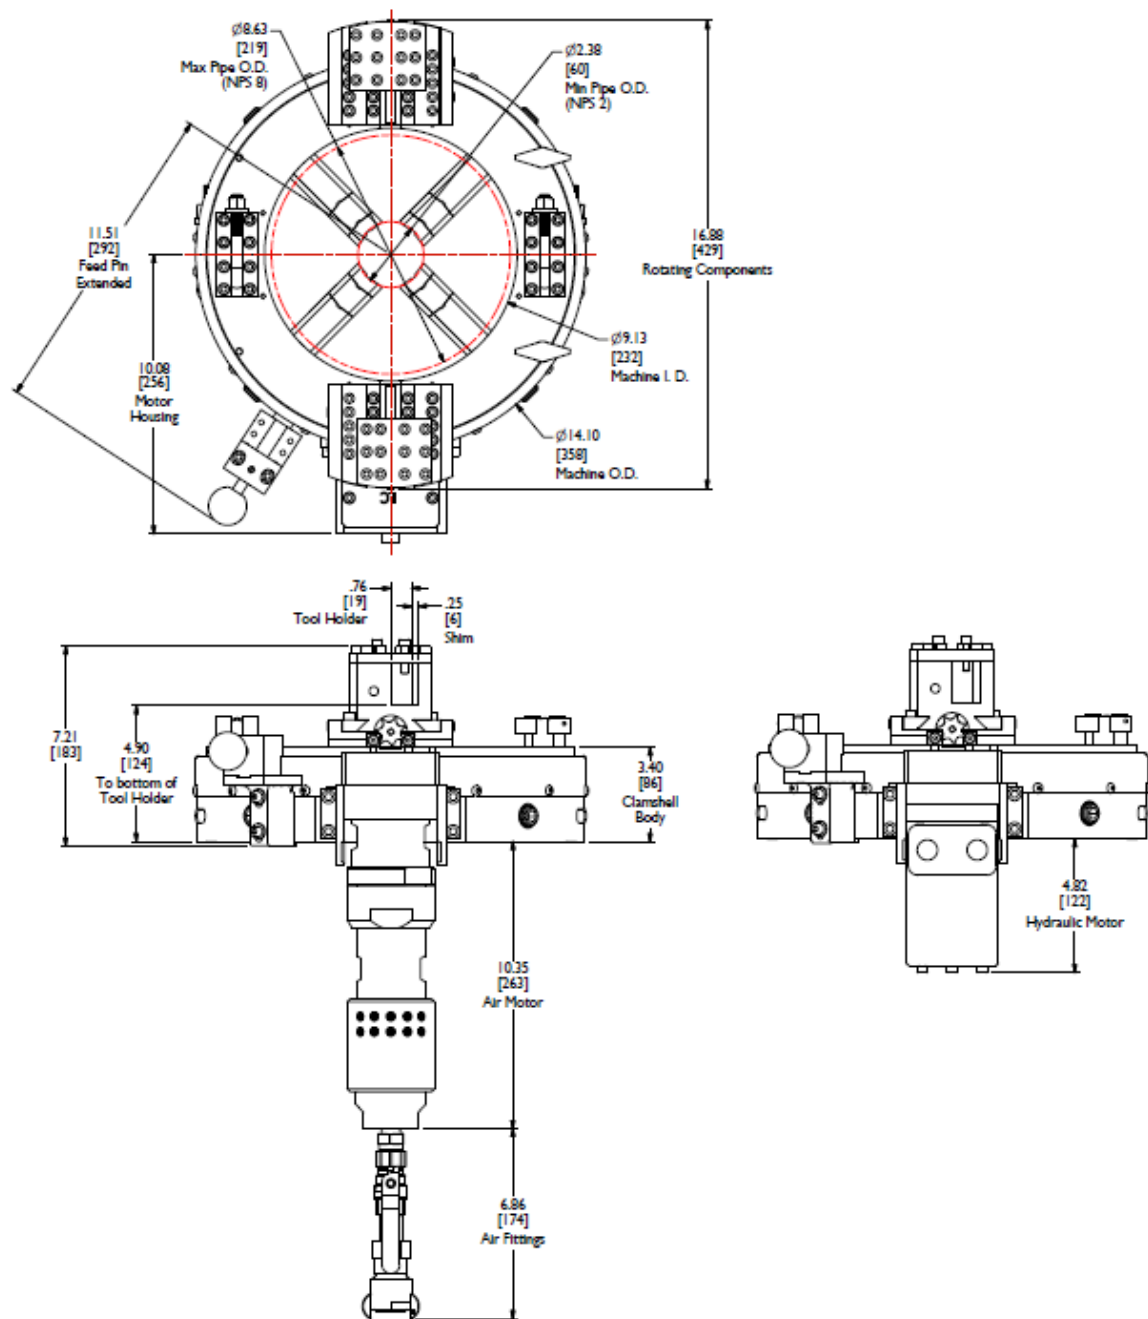 Ø8.63
[219]
Max Pipe O.D.
(NPS 8)
Ø2.38
[60]
Min Pipe O.D.
(NPS 2)
11.51
[292]
Feed Pin
Extended
16.88
[429]
Rotating Components
10.08
[256]
Motor
Housing
Ø9.13
[232]
Machine I. D.
Ø14.10
[358]
Machine O.D.
.76
[19]
Tool Holder
.25
[6]
Shim
7.21
[183]
4.90
[124]
To bottom of
Tool Holder
3.40
[86]
Clamshell
Body
4.82
[122]
Hydraulic Motor
10.35
[263]
Air Motor
6.86
[174]
Air Fittings